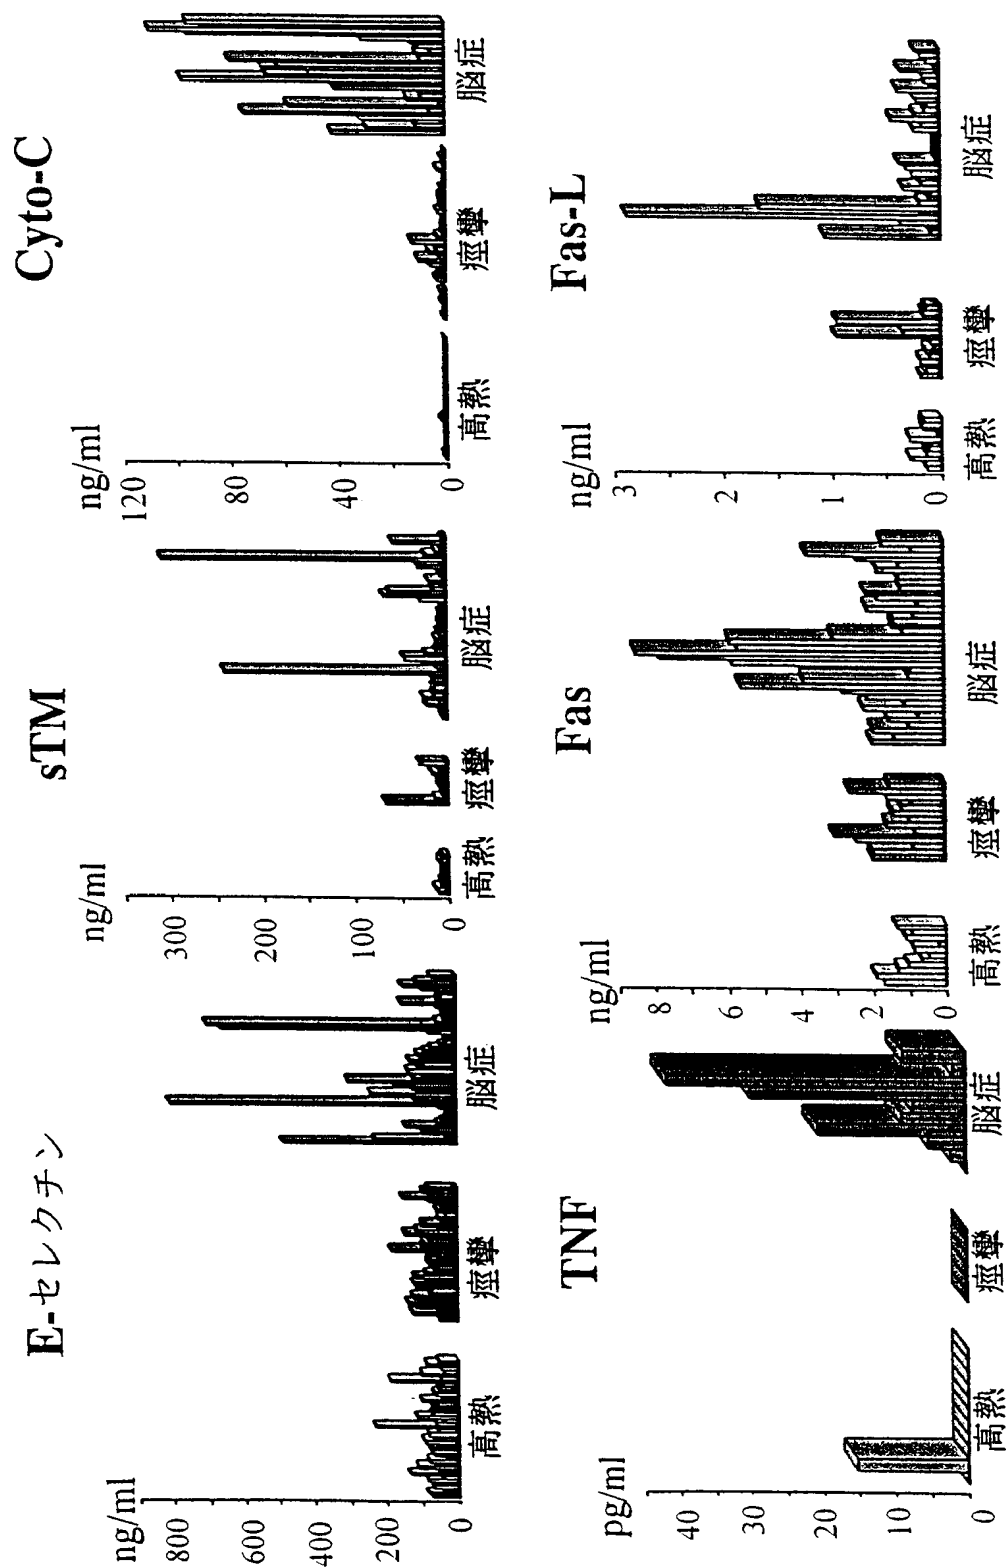 E-セレクチン
ng/ml
800
600
400
200
0
高熱
痙攣
脳症
sTM
ng/ml
300
200
100
0
高熱
痙攣
脳症
Cyto-C
ng/ml
120
80
40
0
高熱
痙攣
脳症
TNF
pg/ml
40
30
20
10
0
高熱
痙攣
脳症
Fas
ng/ml
8
6
4
2
0
高熱
痙攣
脳症
Fas-L
ng/ml
3
2
1
0
高熱
痙攣
脳症